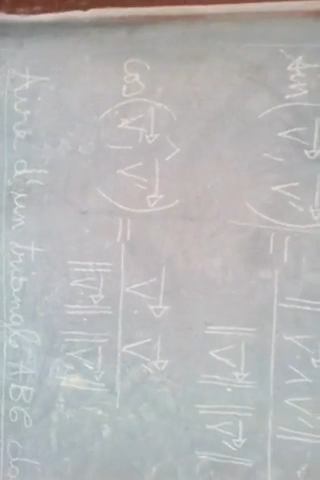 sin(V⃗, V⃗') = ||V⃗ ∧ V⃗'|| / ||V⃗||·||V⃗'||
cos(V⃗, V⃗') = V⃗·V⃗' / ||V⃗||·||V⃗'||
Aire d'un triangle ABC